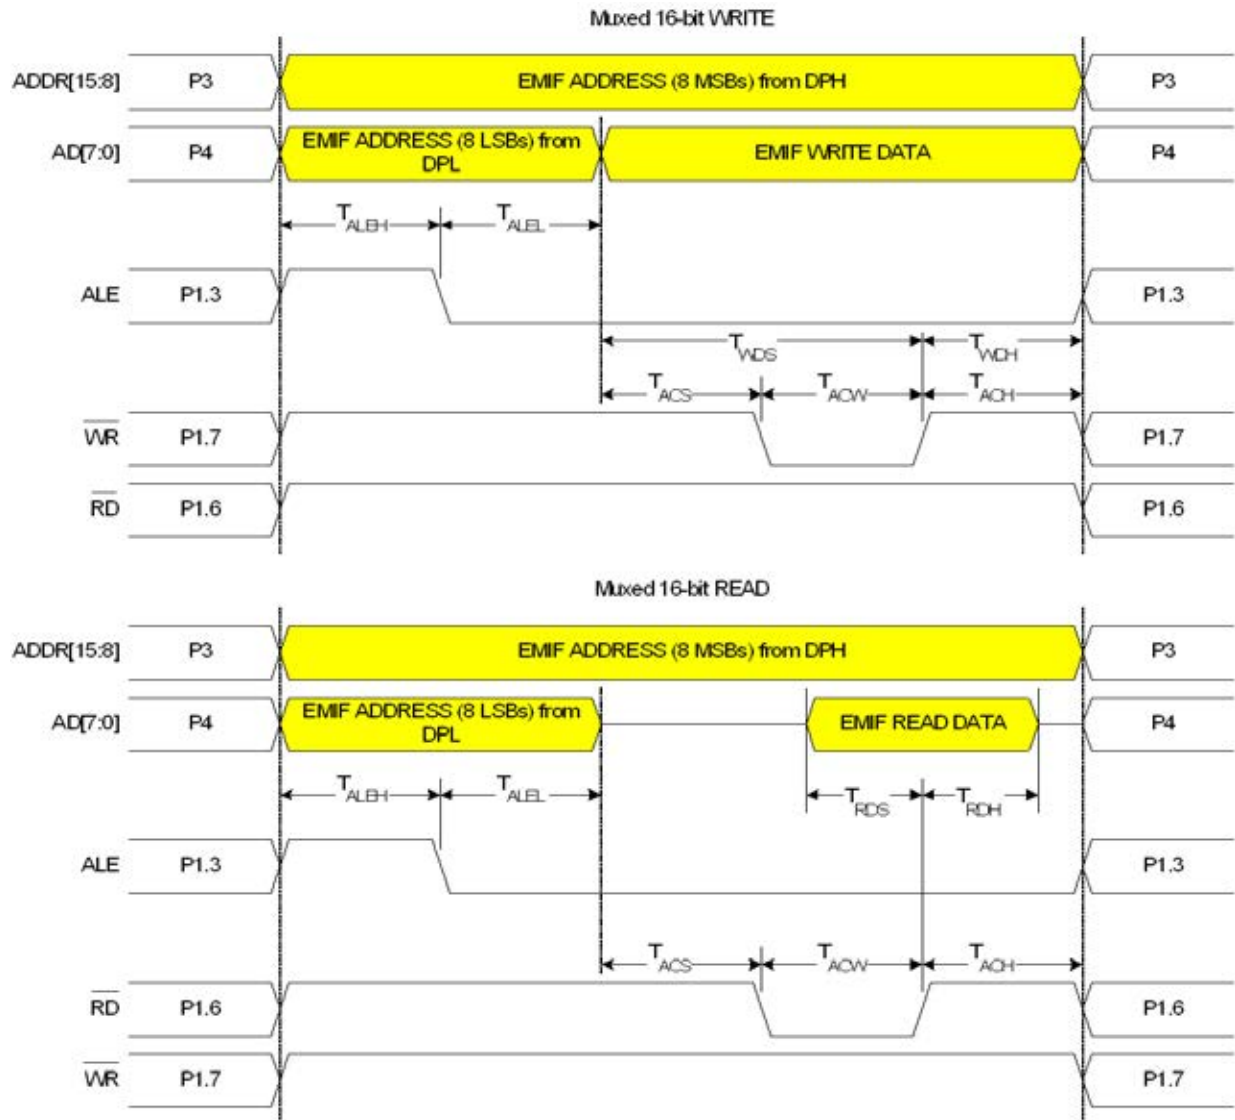 Muxed 16-bit WRITE
ADDR[15:8] P3 EMIF ADDRESS (8 MSBs) from DPH P3
AD[7:0] P4 EMIF ADDRESS (8 LSBs) from DPL EMIF WRITE DATA P4
TALEH TALEL
ALE P1.3 P1.3
TWDS TWDH
TACS TACW TACH
WR P1.7 P1.7
RD P1.6 P1.6
Muxed 16-bit READ
ADDR[15:8] P3 EMIF ADDRESS (8 MSBs) from DPH P3
AD[7:0] P4 EMIF ADDRESS (8 LSBs) from DPL EMIF READ DATA P4
TALEH TALEL TRDS TRDH
ALE P1.3 P1.3
TACS TACW TACH
RD P1.6 P1.6
WR P1.7 P1.7